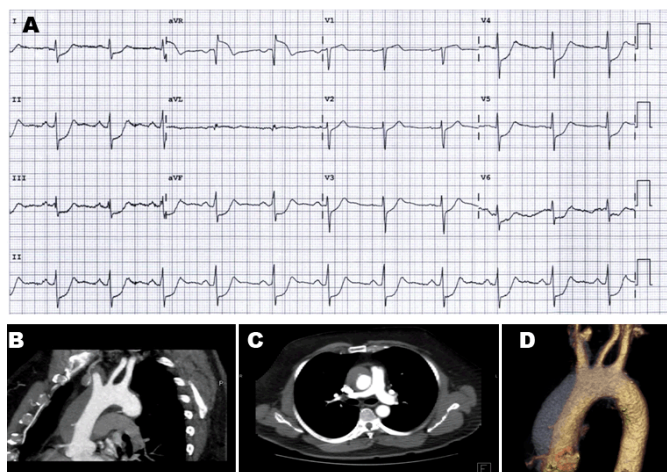 A
I aVR V1 V4
II aVL V2 V5
III aVF V3 V6
II
B C D
P
F